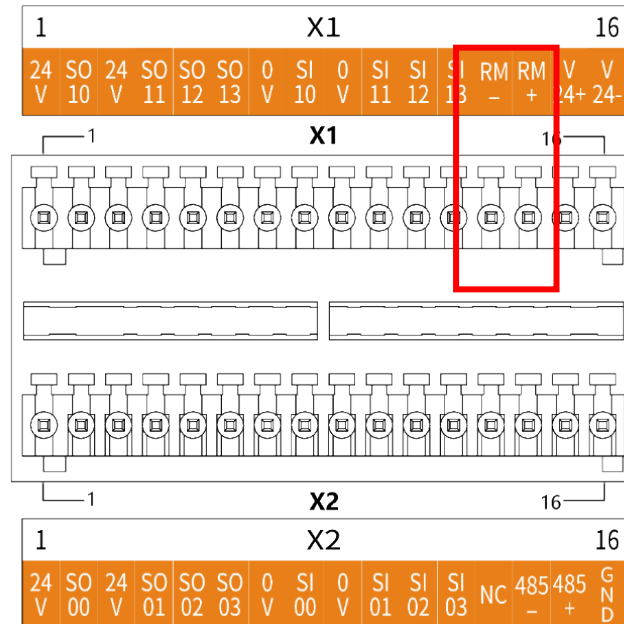 1 X1 16
24 SO 24 SO SO SO 0 SI 0 SI SI SI RM RM V V
V 10 V 11 12 13 V 10 V 11 12 13 – + 24+ 24-
1 X1 16
1 X2 16
1 X2 16
24 SO 24 SO SO SO 0 SI 0 SI SI SI NC 485 485 GND
V 00 V 01 02 03 V 00 V 01 02 03 – +